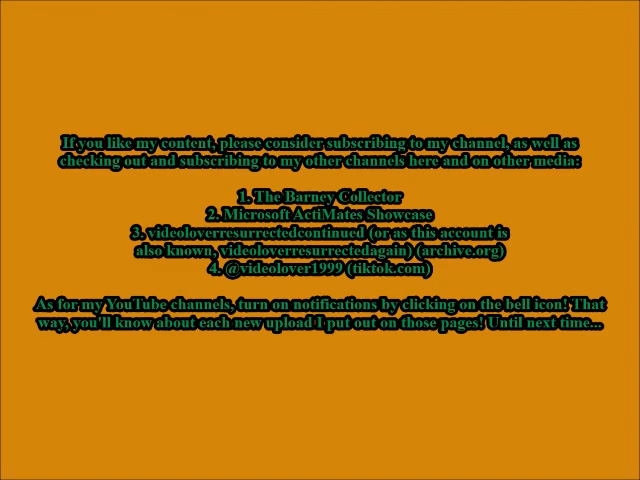 If you like my content, please consider subscribing to my channel, as well as
checking out and subscribing to my other channels here and on other media:
1. The Barney Collector
2. Microsoft ActiMates Showcase
3. videoloverresurrectedcontinued (or as this account is
also known, videoloverresurrectedagain) (archive.org)
4. @videolover1999 (tiktok.com)
As for my YouTube channels, turn on notifications by clicking on the bell icon! That
way, you'll know about each new upload I put out on those pages! Until next time...